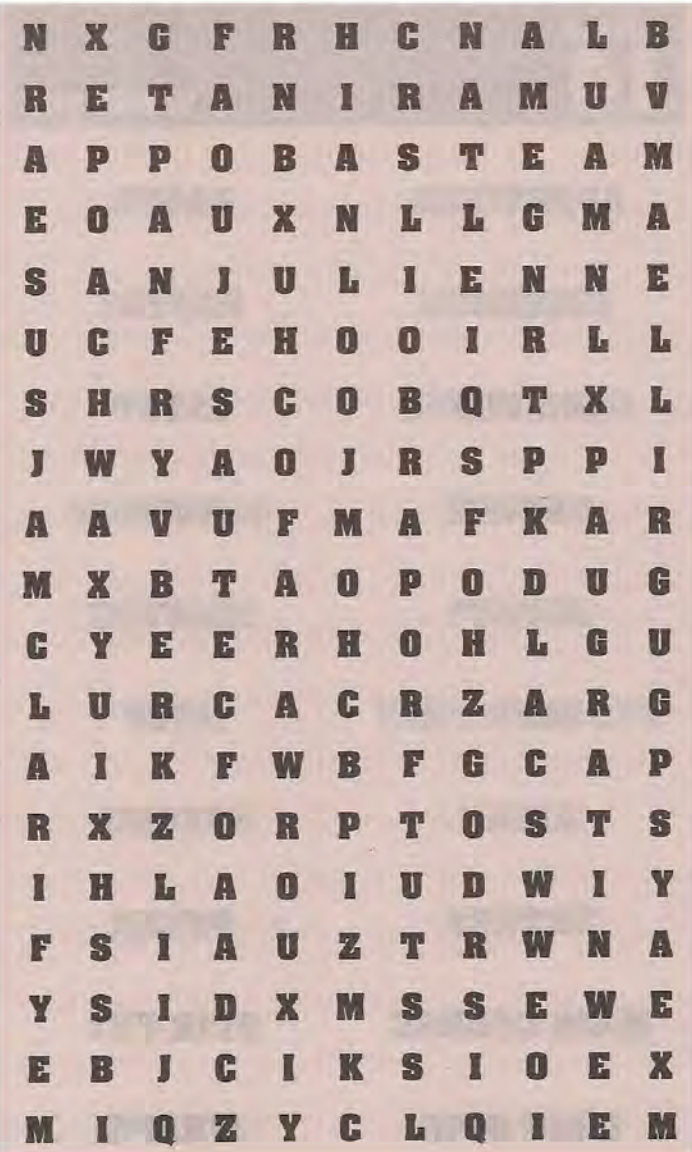 N X G F R H C N A L B
R E T A N I R A M U V
A P P O B A S T E A M
E O A U X N L L G M A
S A N J U L I E N N E
U C F E H O O I R L L
S H R S C O B Q T X L
J W Y A O J R S P P I
A A V U F M A F K A R
M X B T A O P O D U G
C Y E E R H O H L G U
L U R C A C R Z A R G
A I K F W B F G C A P
R X Z O R P T O S T S
I H L A O I U D W I Y
F S I A U Z T R W N A
Y S I D X M S S E W E
E B J C I K S I O E X
M I Q Z Y C L Q I E M